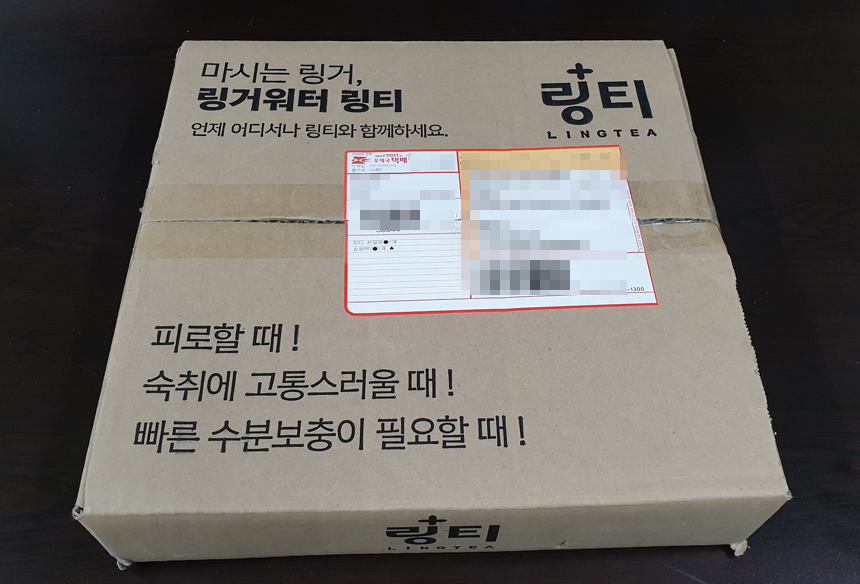 마시는 링거,
링거워터 링티
언제 어디서나 링티와 함께하세요.
링티
LINGTEA
POST
우체국 택배
-1300
피로할 때 !
숙취에 고통스러울 때 !
빠른 수분보충이 필요할 때 !
링티
LINGTEA